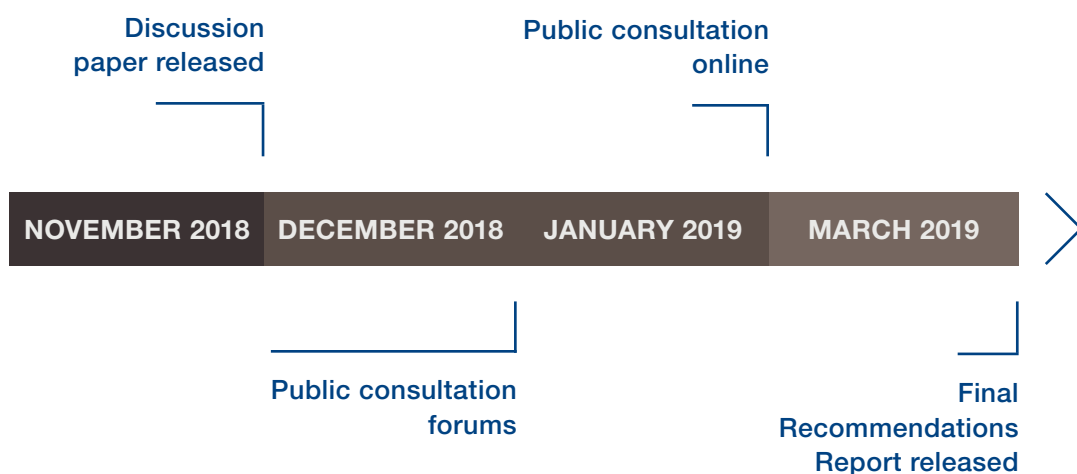 Discussion
paper released
Public consultation
online
NOVEMBER 2018
DECEMBER 2018
JANUARY 2019
MARCH 2019
Public consultation
forums
Final
Recommendations
Report released